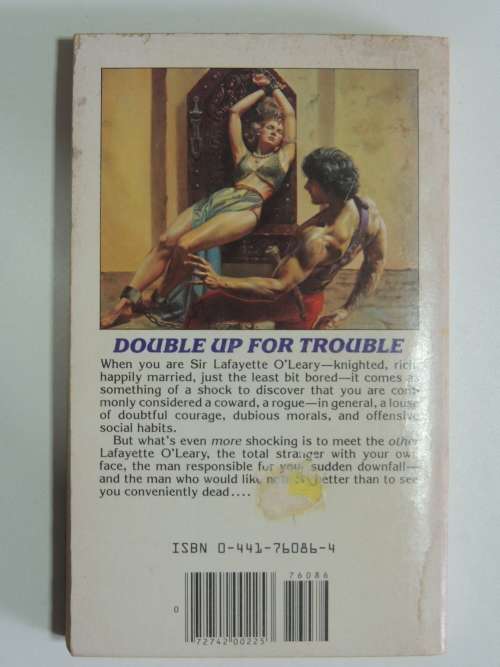 DOUBLE UP FOR TROUBLE
When you are Sir Lafayette O'Leary—knighted, rich
happily married, just the least bit bored—it comes as
something of a shock to discover that you are com-
monly considered a coward, a rogue—in general, a louse
of doubtful courage, dubious morals, and offensive
social habits.
But what's even more shocking is to meet the other
Lafayette O'Leary, the total stranger with your own
face, the man responsible for your sudden downfall—
and the man who would like better than to see
you conveniently dead....
ISBN 0-441-76086-4
76086
0
72742 00225